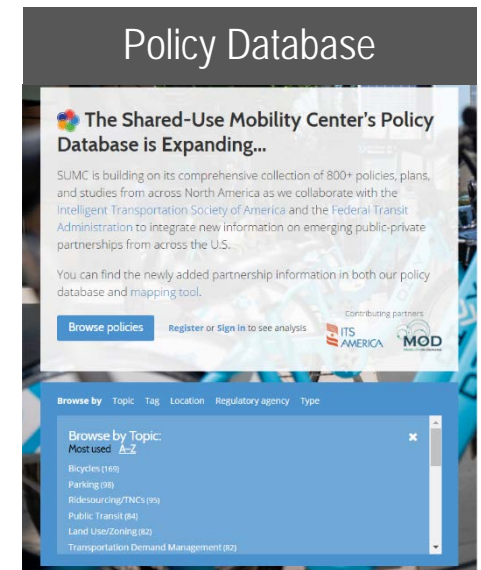 Policy Database
The Shared-Use Mobility Center's Policy
Database is Expanding...
SUMC is building on its comprehensive collection of 800+ policies, plans,
and studies from across North America as we collaborate with the
Intelligent Transportation Society of America and the Federal Transit
Administration to integrate new information on emerging public-private
partnerships from across the U.S.
You can find the newly added partnership information in both our policy
database and mapping tool.
Contributing partners
Browse policies Register or Sign in to see analysis
ITS
AMERICA
MOD
Browse by Topic Tag Location Regulatory agency Type
Browse by Topic:
Most used A–Z
Bicycles (169)
Parking (98)
Ridesourcing/TNCs (95)
Public Transit (84)
Land Use/Zoning (82)
Transportation Demand Management (82)